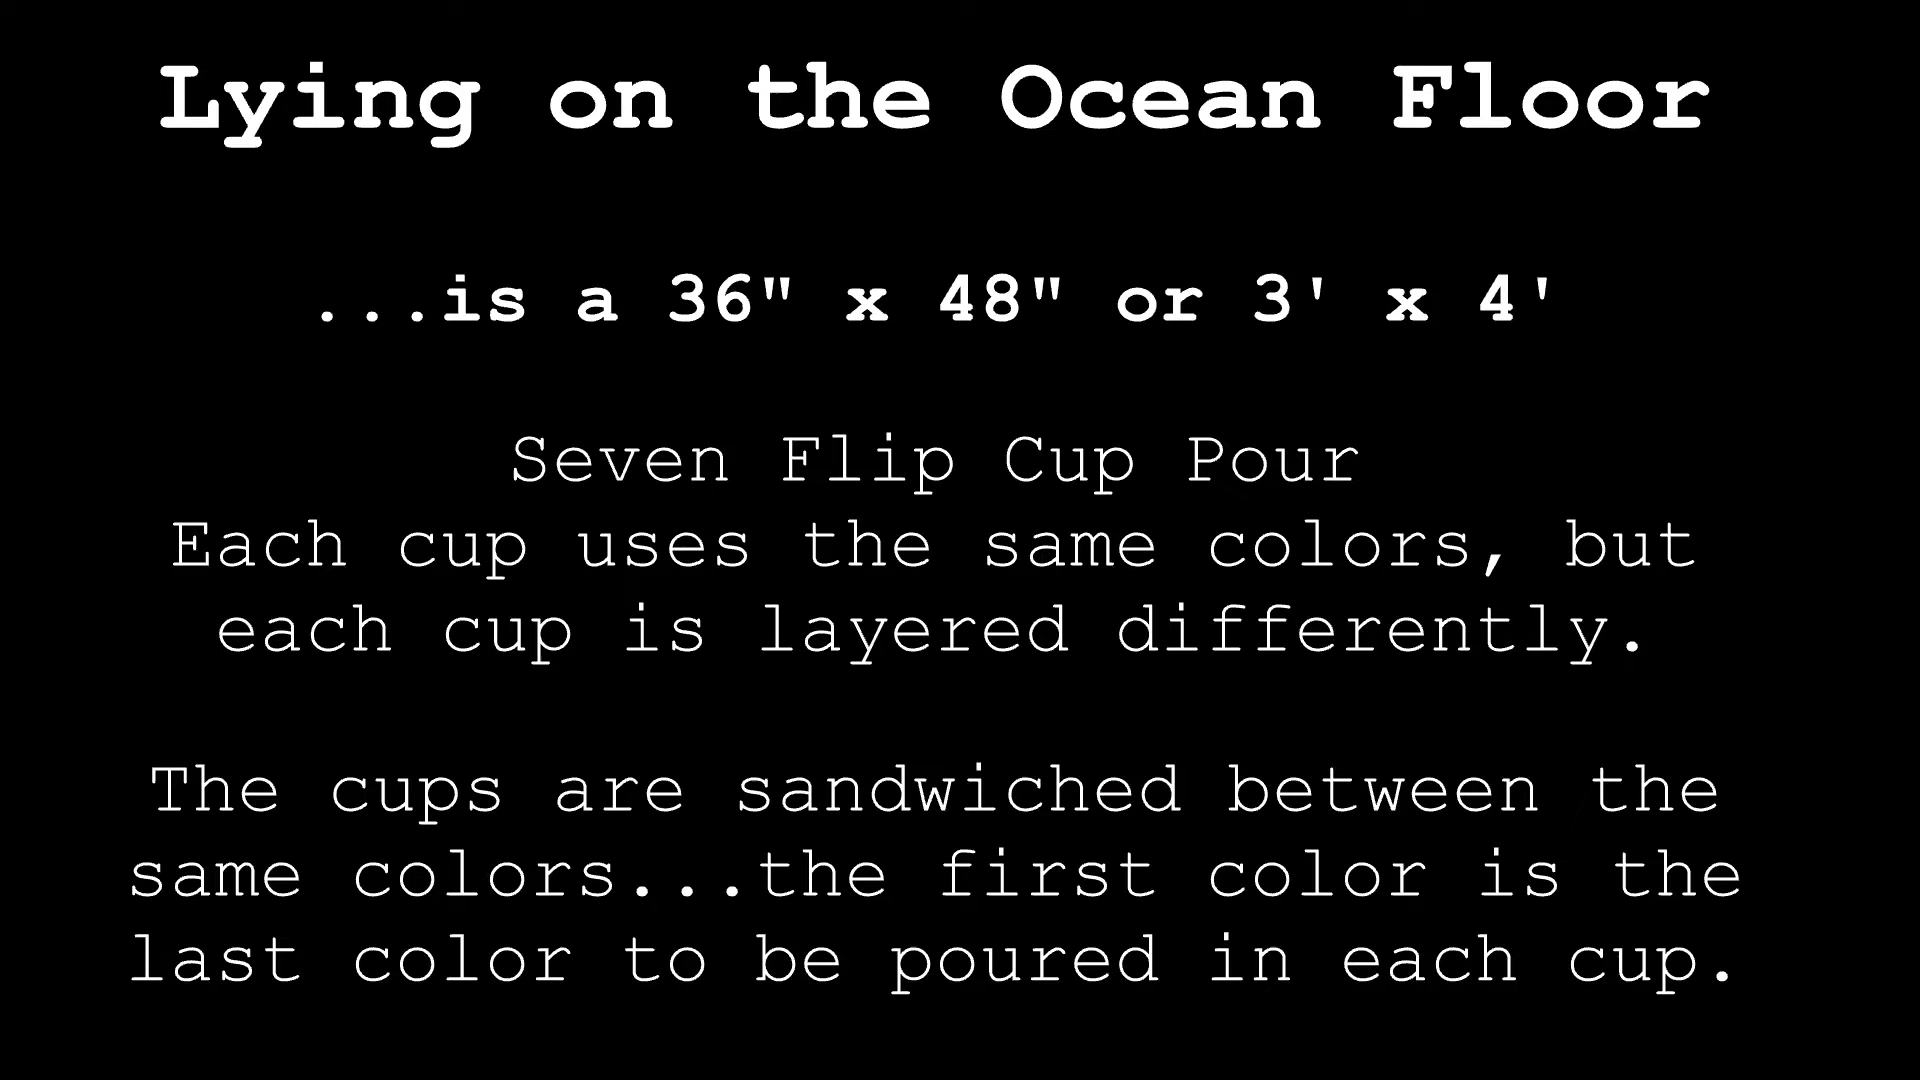 Lying on the Ocean Floor
...is a 36" x 48" or 3' x 4'
Seven Flip Cup Pour
Each cup uses the same colors, but
each cup is layered differently.
The cups are sandwiched between the
same colors...the first color is the
last color to be poured in each cup.